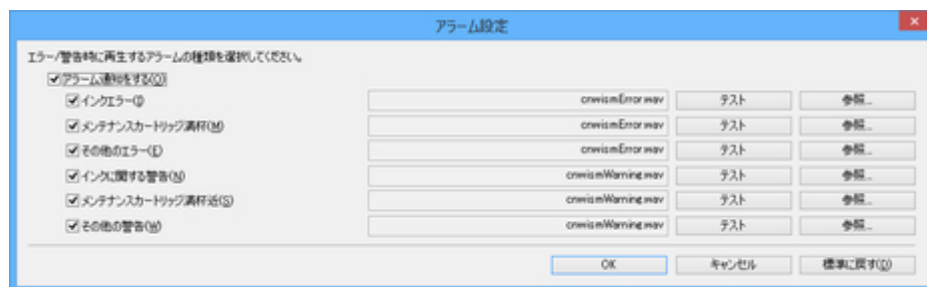 アラーム設定
エラー/警告時に再生するアラームの種類を選択してください。
アラーム通知をする(O)
インクエラー(I) cnwismError.wav テスト 参照...
メンテナンスカートリッジ満杯(M) cnwismError.wav テスト 参照...
その他のエラー(E) cnwismError.wav テスト 参照...
インクに関する警告(N) cnwismWarning.wav テスト 参照...
メンテナンスカートリッジ満杯近(S) cnwismWarning.wav テスト 参照...
その他の警告(W) cnwismWarning.wav テスト 参照...
OK キャンセル 標準に戻す(D)